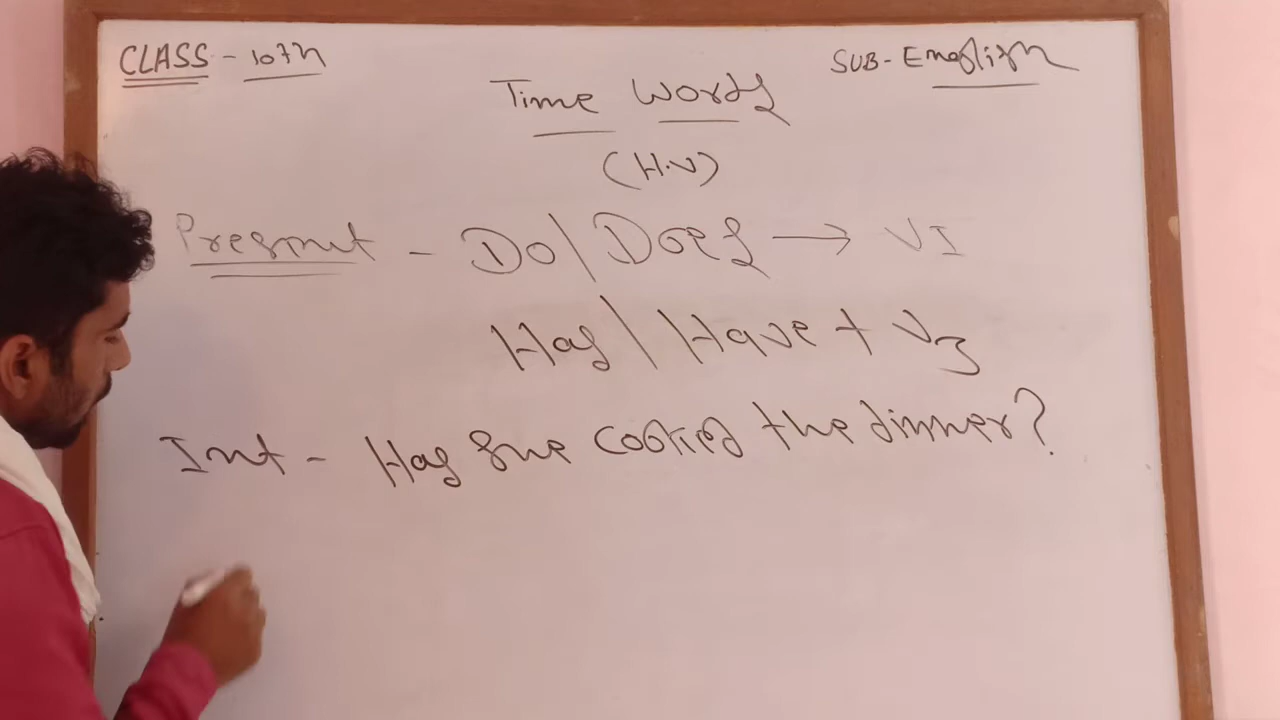 CLASS - 10th
SUB- English
Time Words
(H.V)
Present - Do/Does → V1
Has/Have + V3
Int - Has she cooked the dinner?